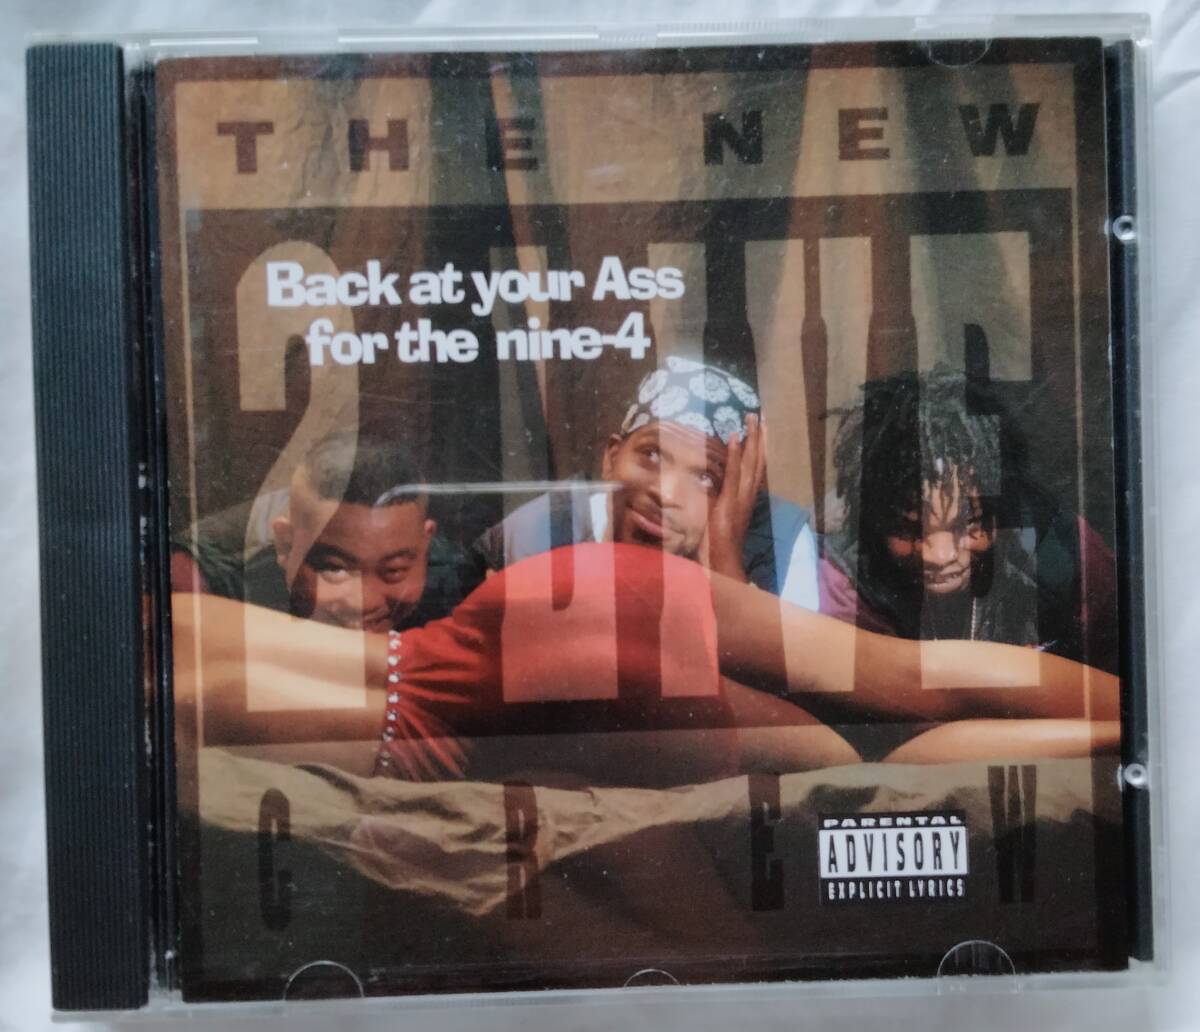 THE NEW
2 LIVE
Back at your Ass
for the nine-4
CREW
PARENTAL
ADVISORY
EXPLICIT LYRICS